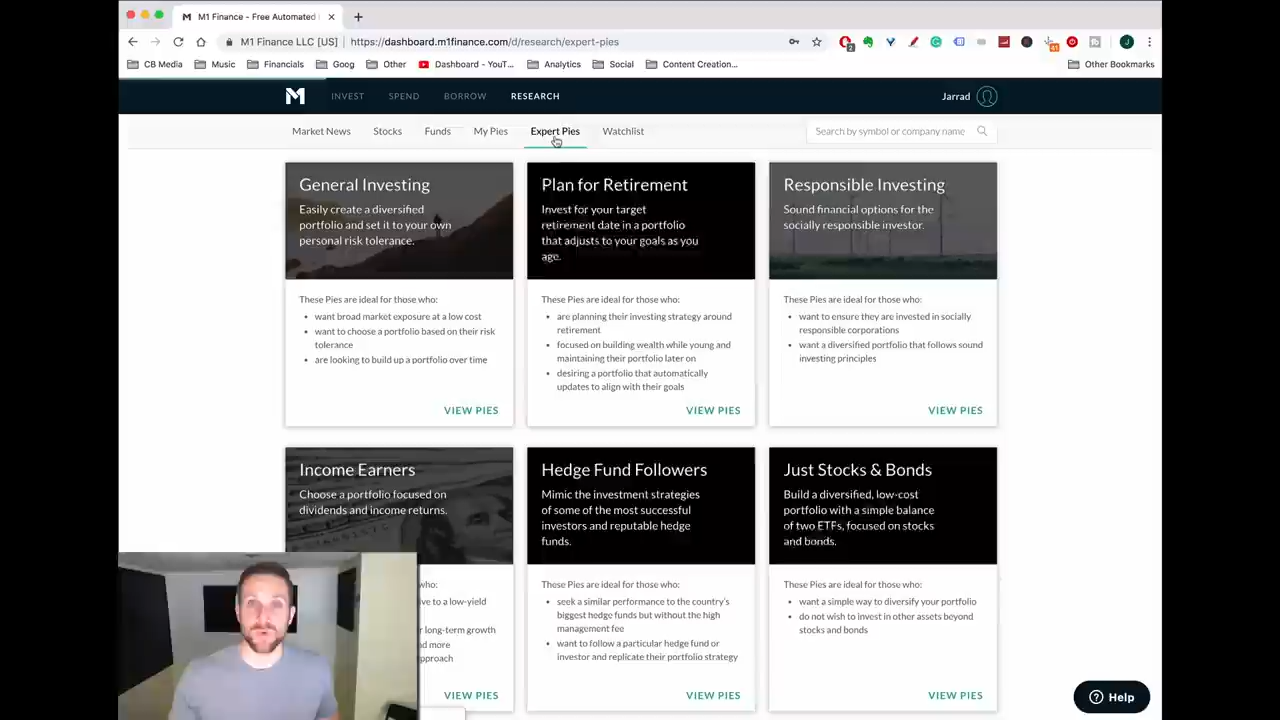 M1 Finance - Free Automated
M1 Finance LLC [US] https://dashboard.m1finance.com/d/research/expert-pies
CB Media Music Financials Goog Other Dashboard - YouT... Analytics Social Content Creation... Other Bookmarks
INVEST SPEND BORROW RESEARCH Jarrad
Market News Stocks Funds My Pies Expert Pies Watchlist Search by symbol or company name
General Investing
Easily create a diversified
portfolio and set it to your own
personal risk tolerance.
These Pies are ideal for those who:
want broad market exposure at a low cost
want to choose a portfolio based on their risk
tolerance
are looking to build up a portfolio over time
VIEW PIES
Plan for Retirement
Invest for your target
retirement date in a portfolio
that adjusts to your goals as you
age.
These Pies are ideal for those who:
are planning their investing strategy around
retirement
focused on building wealth while young and
maintaining their portfolio later on
desiring a portfolio that automatically
updates to align with their goals
VIEW PIES
Responsible Investing
Sound financial options for the
socially responsible investor.
These Pies are ideal for those who:
want to ensure they are invested in socially
responsible corporations
want a diversified portfolio that follows sound
investing principles
VIEW PIES
Income Earners
Choose a portfolio focused on
dividends and income returns.
who:
ive to a low-yield
r long-term growth
nd more
approach
VIEW PIES
Hedge Fund Followers
Mimic the investment strategies
of some of the most successful
investors and reputable hedge
funds.
These Pies are ideal for those who:
seek a similar performance to the country's
biggest hedge funds but without the high
management fee
want to follow a particular hedge fund or
investor and replicate their portfolio strategy
VIEW PIES
Just Stocks & Bonds
Build a diversified, low-cost
portfolio with a simple balance
of two ETFs, focused on stocks
and bonds.
These Pies are ideal for those who:
want a simple way to diversify your portfolio
do not wish to invest in other assets beyond
stocks and bonds
VIEW PIES
Help